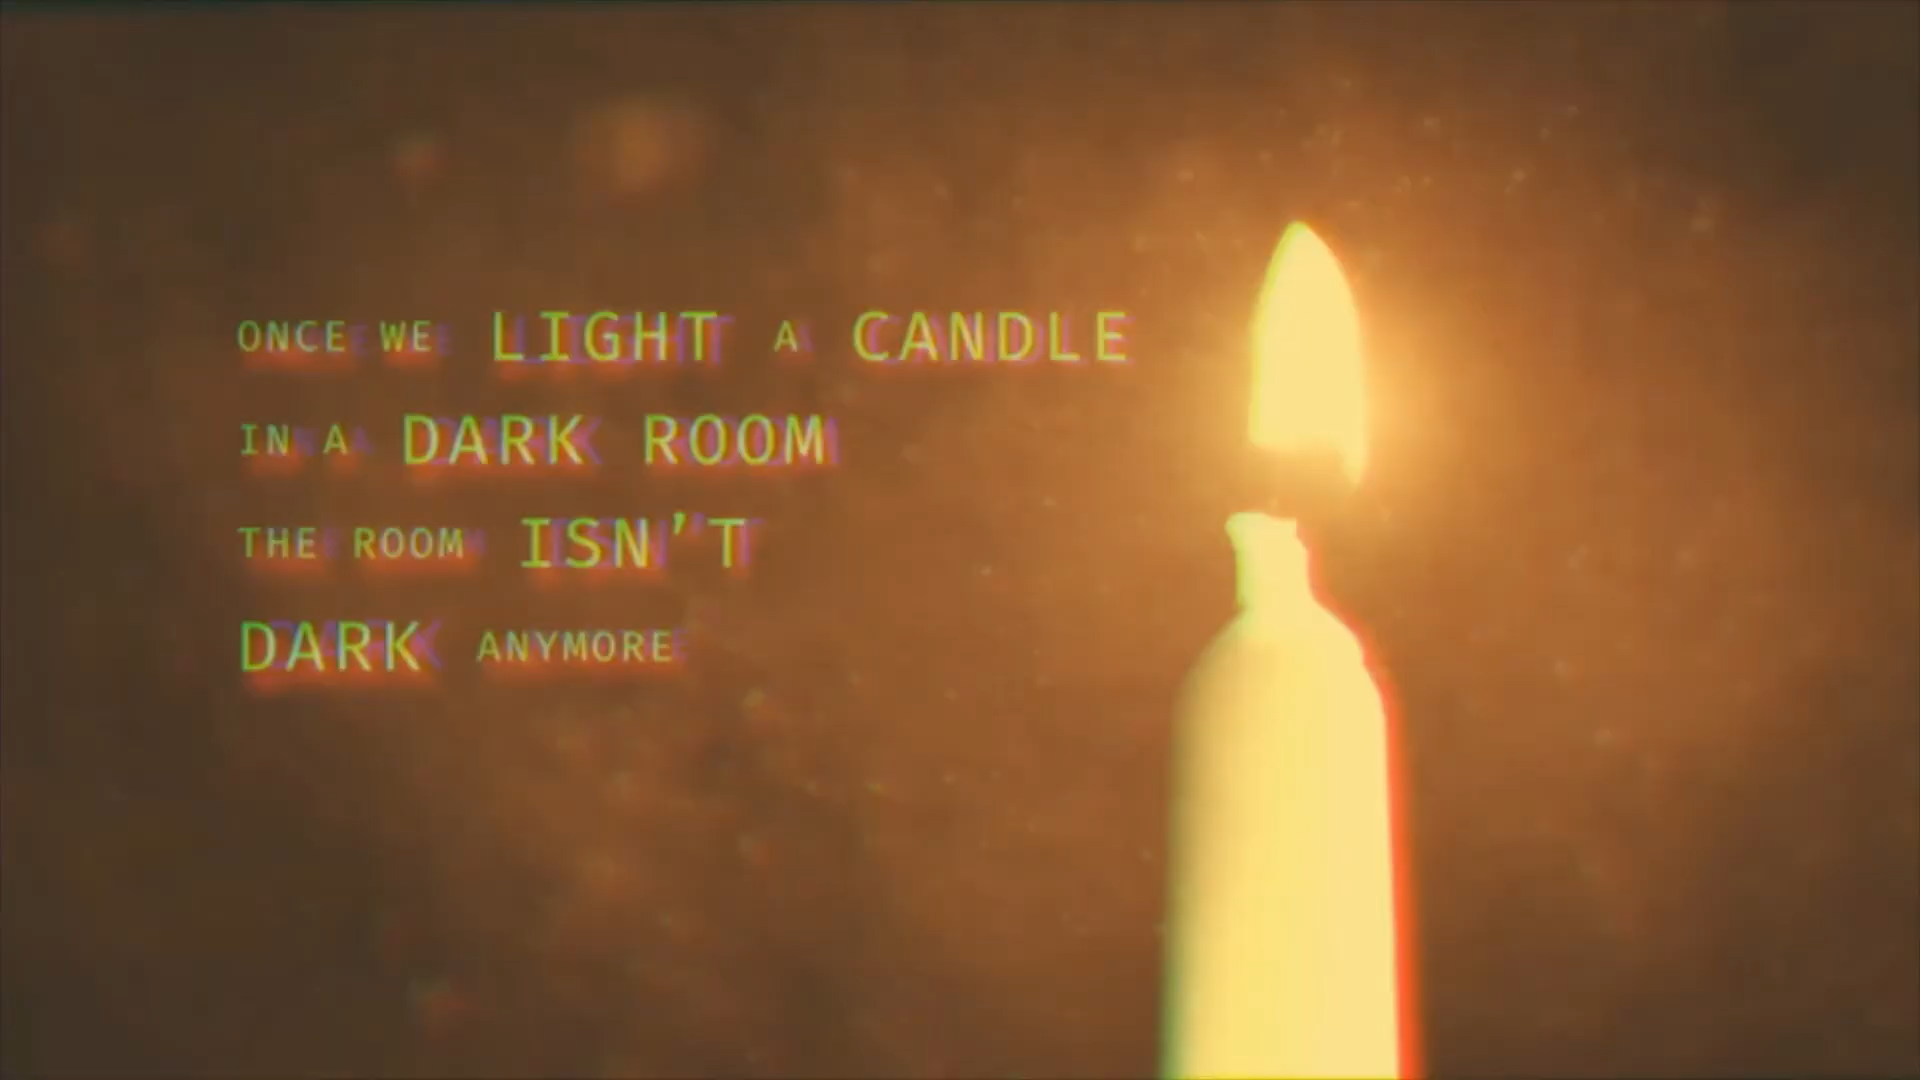 ONCE WE LIGHT A CANDLE
IN A DARK ROOM
THE ROOM ISN'T
DARK ANYMORE